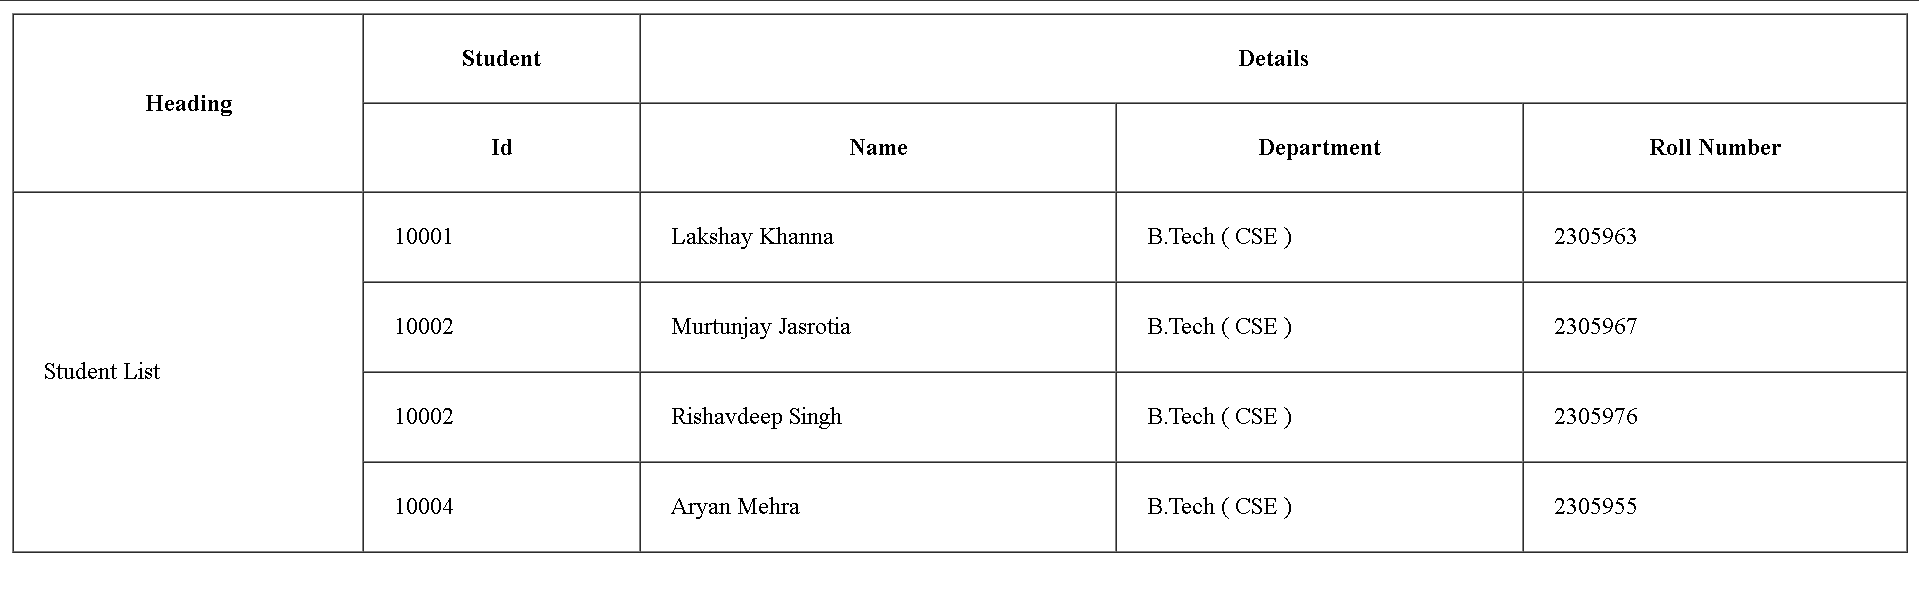 Heading
Student
Details
Id
Name
Department
Roll Number
Student List
10001
Lakshay Khanna
B.Tech ( CSE )
2305963
10002
Murtunjay Jasrotia
B.Tech ( CSE )
2305967
10002
Rishavdeep Singh
B.Tech ( CSE )
2305976
10004
Aryan Mehra
B.Tech ( CSE )
2305955